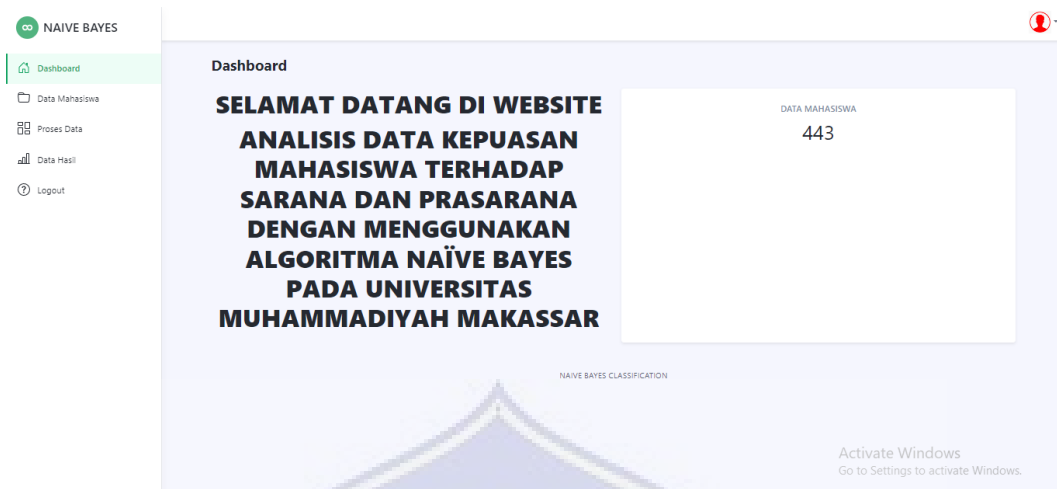 NAIVE BAYES
Dashboard
Data Mahasiswa
Proses Data
Data Hasil
Logout
Dashboard
SELAMAT DATANG DI WEBSITE
ANALISIS DATA KEPUASAN
MAHASISWA TERHADAP
SARANA DAN PRASARANA
DENGAN MENGGUNAKAN
ALGORITMA NAÏVE BAYES
PADA UNIVERSITAS
MUHAMMADIYAH MAKASSAR
DATA MAHASISWA
443
NAIVE BAYES CLASSIFICATION
Activate Windows
Go to Settings to activate Windows.